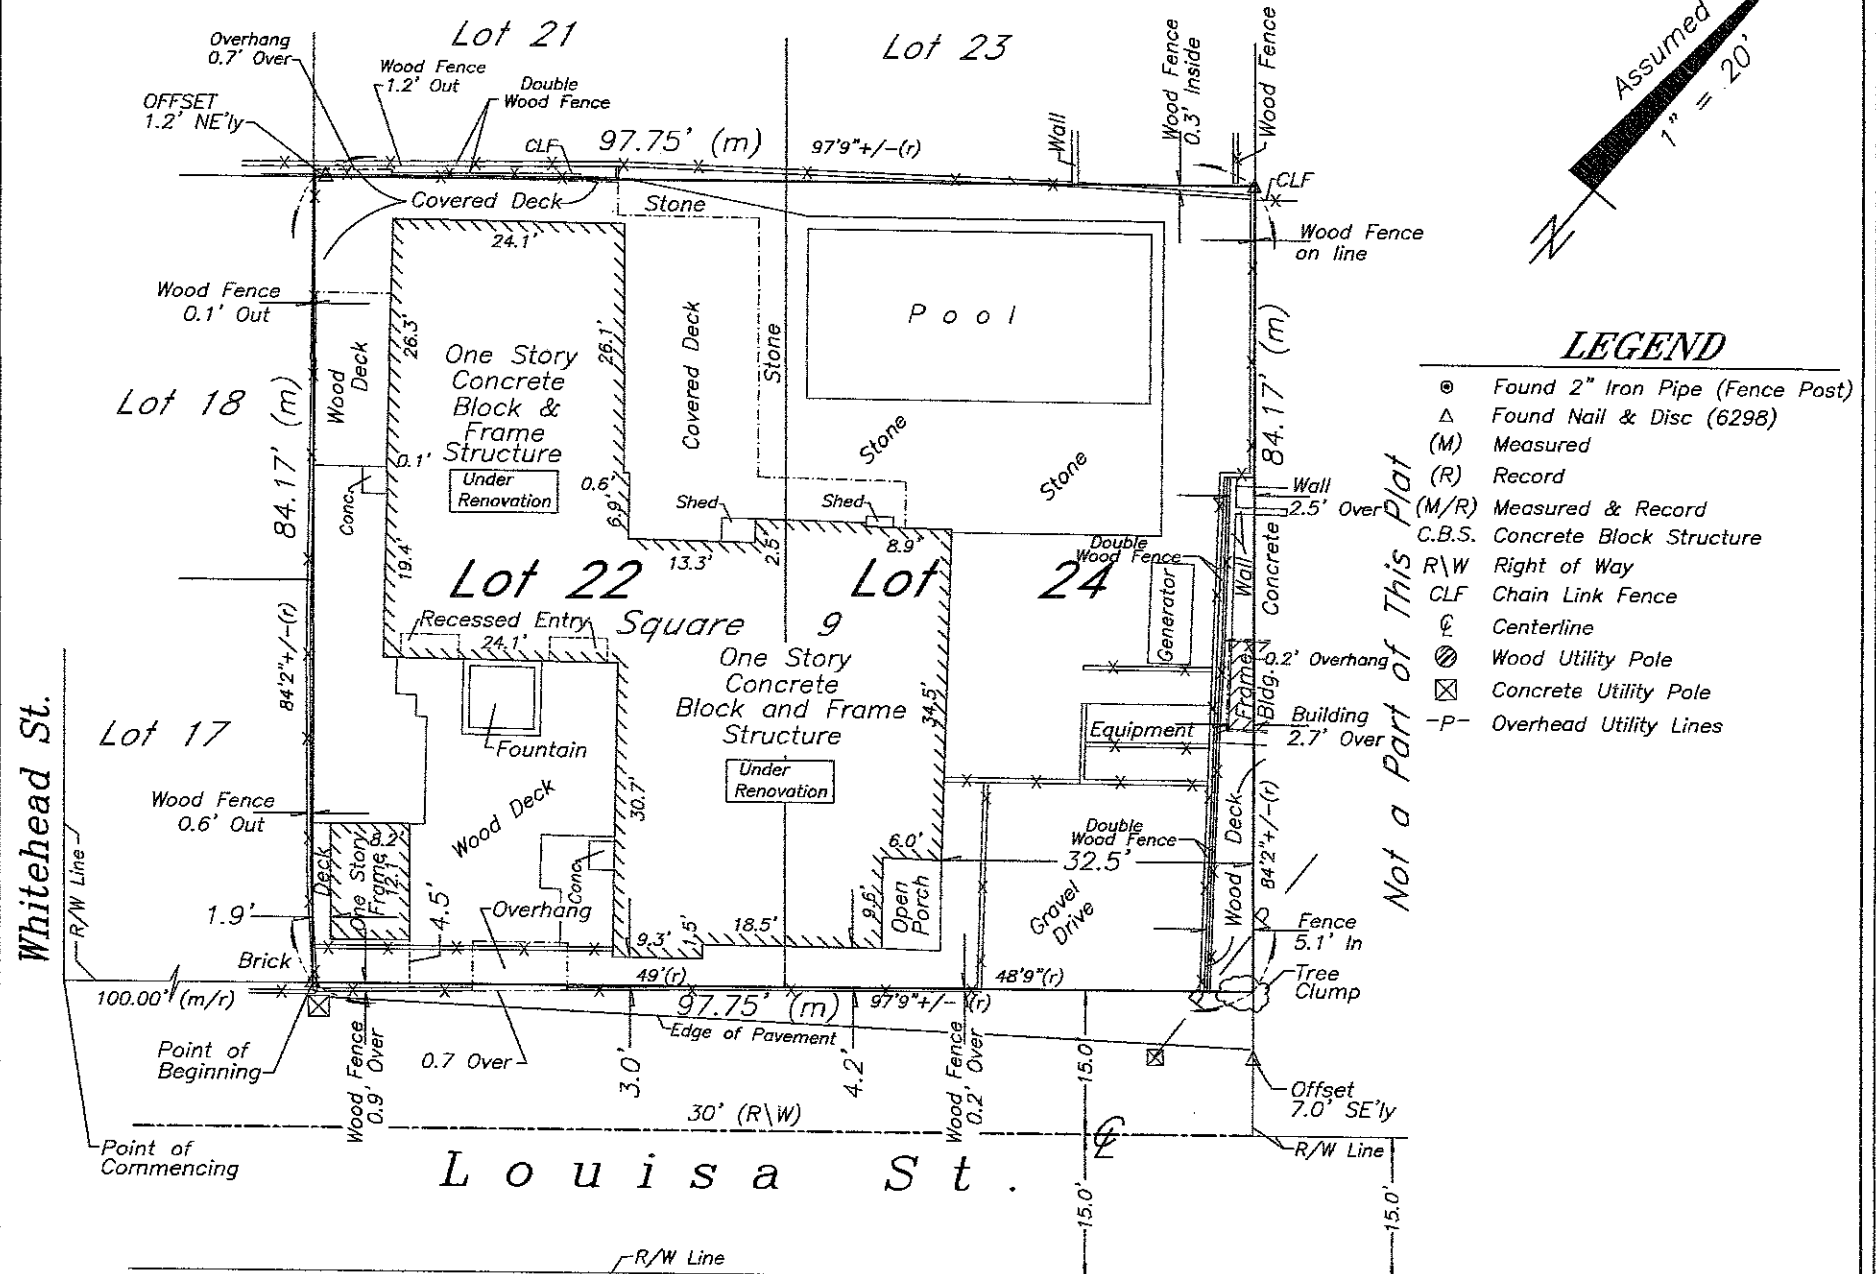 Lot 21
Lot 23
Overhang
0.7' Over
Wood Fence
1.2' Out
Double
Wood Fence
OFFSET
1.2' NE'ly
CLF
97.75' (m)
97'9"+/-(r)
Wall
Wood Fence
0.3' Inside
Wood Fence
Assumed
1" = 20'
N
CLF
Covered Deck
Stone
24.1'
Wood Fence
on line
Wood Fence
0.1' Out
26.3'
26.1'
Covered Deck
Stone
Pool
84.17' (m)
Wood
Deck
One Story
Concrete
Block &
Frame
Structure
Under
Renovation
Lot 18
84.17' (m)
0.1'
Conc.
0.6'
6.9'
Shed
Shed
Stone
Stone
Wall
2.5' Over
LEGEND
Found 2" Iron Pipe (Fence Post)
Found Nail & Disc (6298)
(M) Measured
(R) Record
(M/R) Measured & Record
C.B.S. Concrete Block Structure
R\W Right of Way
CLF Chain Link Fence
℄ Centerline
Wood Utility Pole
Concrete Utility Pole
-P- Overhead Utility Lines
Not a Part of This Plat
19.4'
13.3'
2.5'
8.9'
Double
Wood Fence
Wall
Concrete
Lot 22
Lot 24
Generator
Recessed Entry
24.1'
Square 9
84'2"+/-(r)
One Story
Concrete
Block and Frame
Structure
Under
Renovation
34.5'
Frame
Bldg.
0.2' Overhang
Building
2.7' Over
Equipment
Whitehead St.
R/W Line
Lot 17
Fountain
Wood Deck
30.7'
Wood Fence
0.6' Out
Deck
One Story
Frame
8.2'
12.1'
4.5'
1.9'
Conc.
Overhang
9.3'
1.5'
18.5'
6.0'
9.6'
Open
Porch
Double
Wood Fence
32.5'
Gravel
Drive
Wood Deck
84'2"+/-(r)
Fence
5.1' In
Tree
Clump
Brick
100.00' (m/r)
49'(r)
97.75' (m)
97'9"+/- (r)
48'9"(r)
Edge of Pavement
Point of
Beginning
Wood Fence
0.9' Over
0.7 Over
3.0'
4.2'
Wood Fence
0.2' Over
15.0'
Offset
7.0' SE'ly
30' (R\W)
℄
R/W Line
Point of
Commencing
Louisa St.
15.0'
15.0'
R/W Line